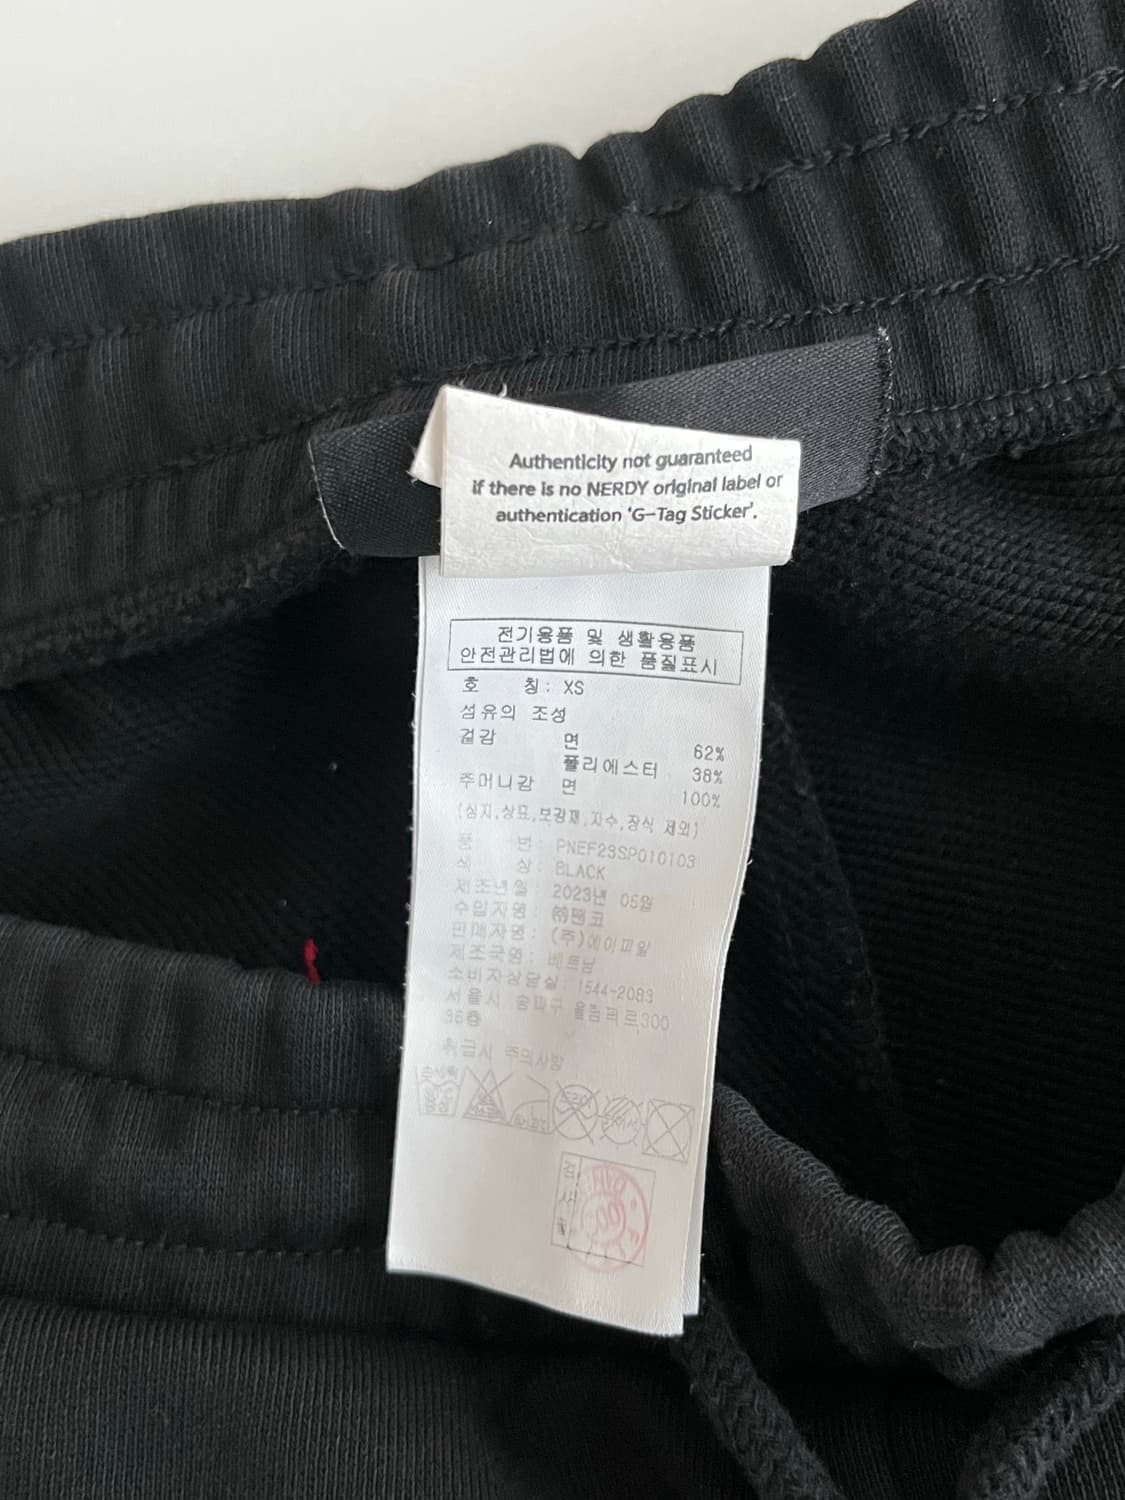 Authenticity not guaranteed
if there is no NERDY original label or
authentication 'G-Tag Sticker'.
전기용품 및 생활용품
안전관리법에 의한 품질표시
호 칭: XS
섬유의 조성
겉감 면 62%
폴리에스터 38%
주머니감 면 100%
(심지,상표,보강재,자수,장식 제외)
품 번: PNEF23SP010103
색 상: BLACK
제조년월: 2023년 05월
수입자명:
판매자명: (주)에이피알
제조국명: 베트남
소비자상담실: 1544-2083
서울시 송파구 올림픽로300
36층
취급시 주의사항
손세탁
검
사